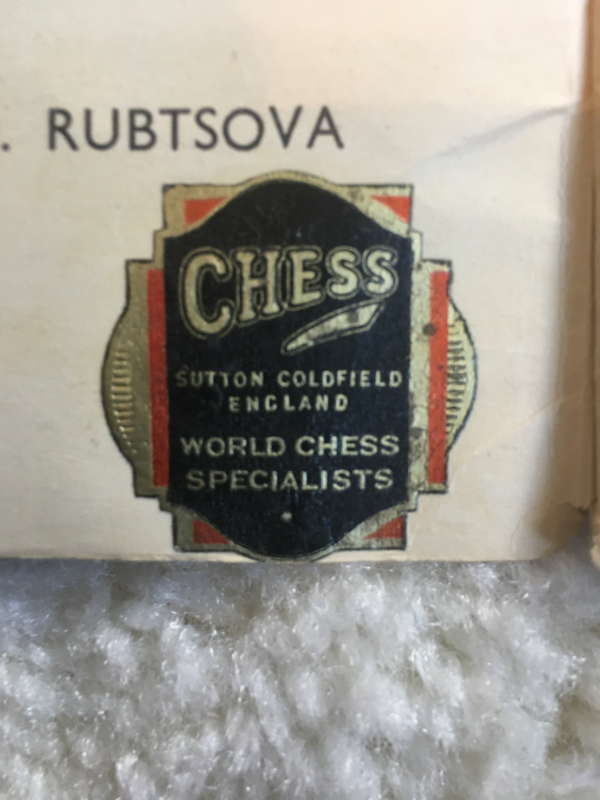 . RUBTSOVA
CHESS
SUTTON COLDFIELD
ENGLAND
WORLD CHESS
SPECIALISTS